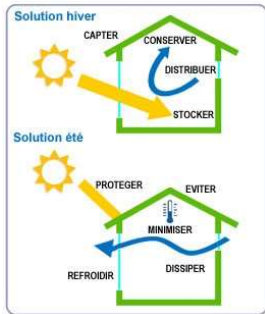 Solution hiver
CAPTER
CONSERVER
DISTRIBUER
STOCKER
Solution été
PROTEGER
EVITER
MINIMISER
REFROIDIR
DISSIPER